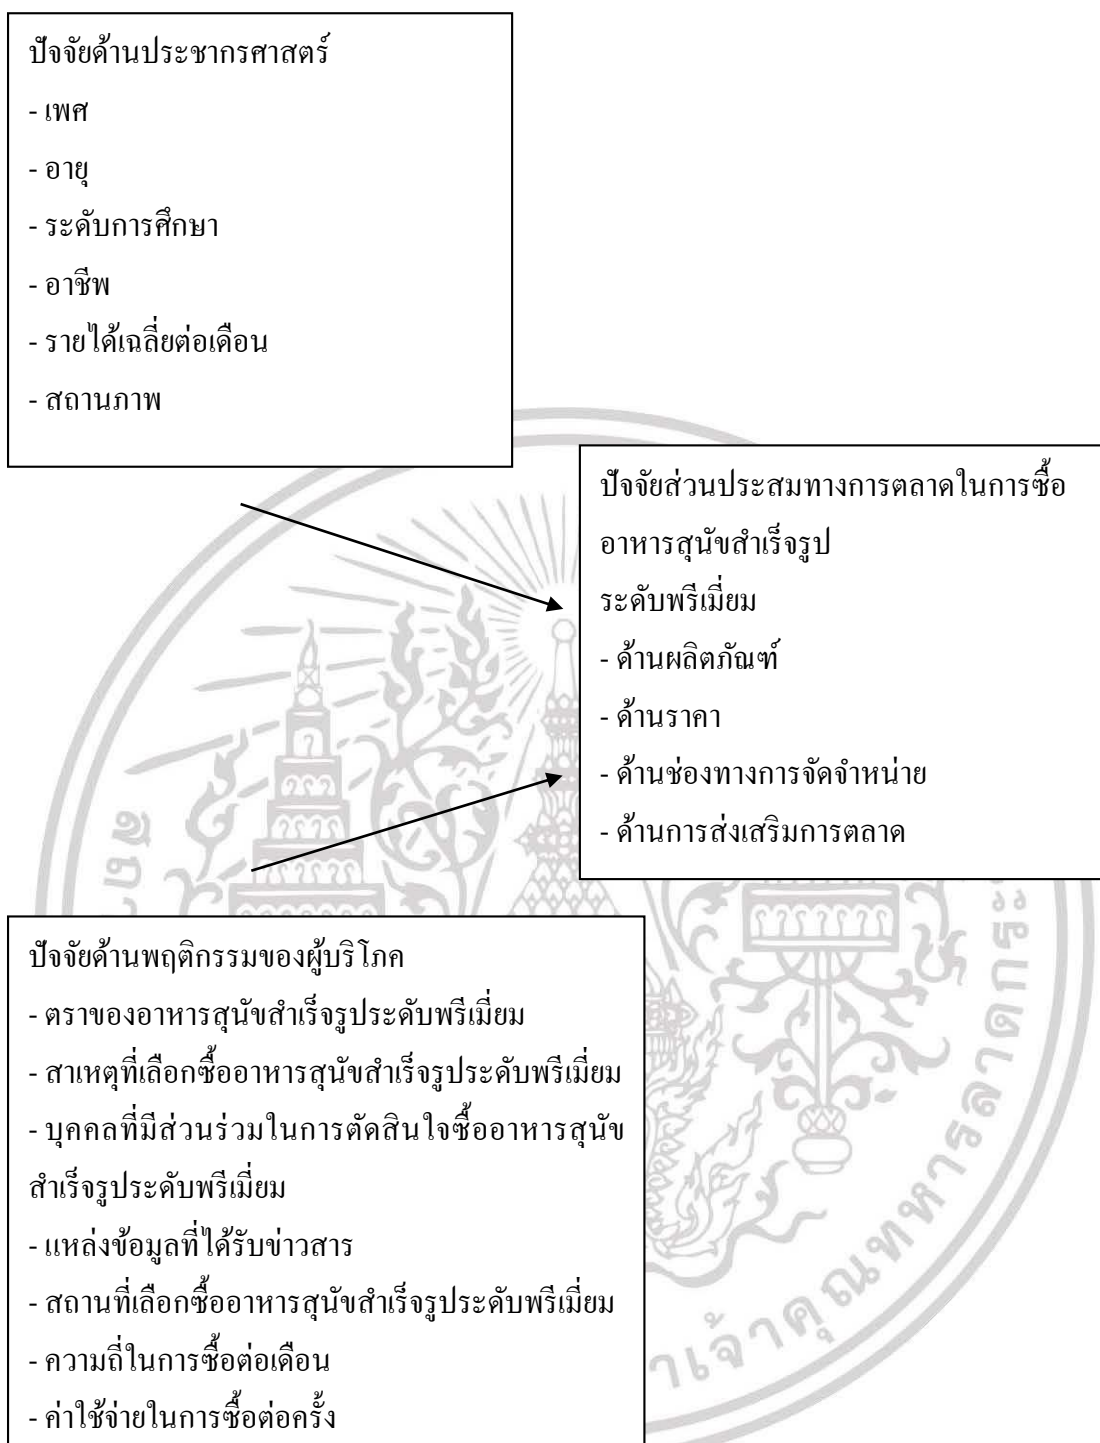 ปัจจัยด้านประชากรศาสตร์
- เพศ
- อายุ
- ระดับการศึกษา
- อาชีพ
- รายได้เฉลี่ยต่อเดือน
- สถานภาพ
ปัจจัยส่วนประสมทางการตลาดในการซื้อ
อาหารสุนัขสำเร็จรูป
ระดับพรีเมี่ยม
- ด้านผลิตภัณฑ์
- ด้านราคา
- ด้านช่องทางการจัดจำหน่าย
- ด้านการส่งเสริมการตลาด
ปัจจัยด้านพฤติกรรมของผู้บริโภค
- ตราของอาหารสุนัขสำเร็จรูประดับพรีเมี่ยม
- สาเหตุที่เลือกซื้ออาหารสุนัขสำเร็จรูประดับพรีเมี่ยม
- บุคคลที่มีส่วนร่วมในการตัดสินใจซื้ออาหารสุนัข
สำเร็จรูประดับพรีเมี่ยม
- แหล่งข้อมูลที่ได้รับข่าวสาร
- สถานที่เลือกซื้ออาหารสุนัขสำเร็จรูประดับพรีเมี่ยม
- ความถี่ในการซื้อต่อเดือน
- ค่าใช้จ่ายในการซื้อต่อครั้ง
เจ้าคุณทหารลาดกระ